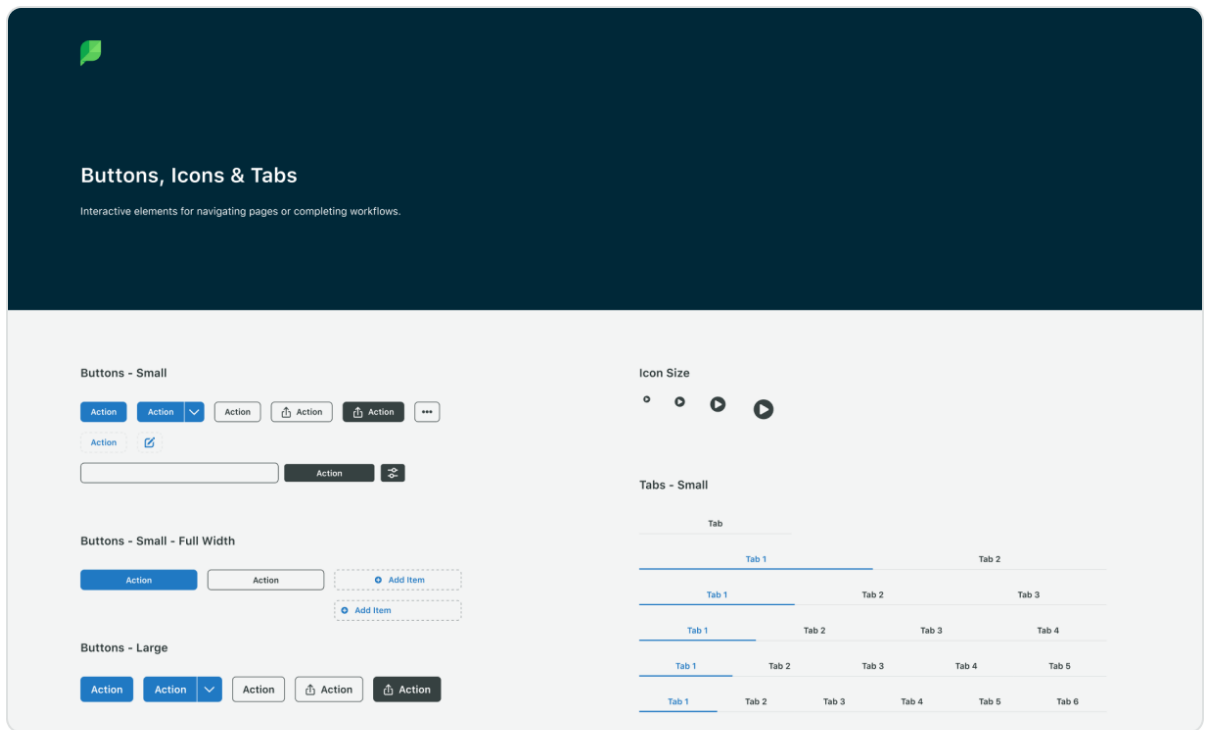 Buttons, Icons & Tabs
Interactive elements for navigating pages or completing workflows.
Buttons - Small
Action Action Action Action Action
Action
Action
Buttons - Small - Full Width
Action Action Add Item
Add Item
Buttons - Large
Action Action Action Action Action
Icon Size
Tabs - Small
Tab
Tab 1 Tab 2
Tab 1 Tab 2 Tab 3
Tab 1 Tab 2 Tab 3 Tab 4
Tab 1 Tab 2 Tab 3 Tab 4 Tab 5
Tab 1 Tab 2 Tab 3 Tab 4 Tab 5 Tab 6